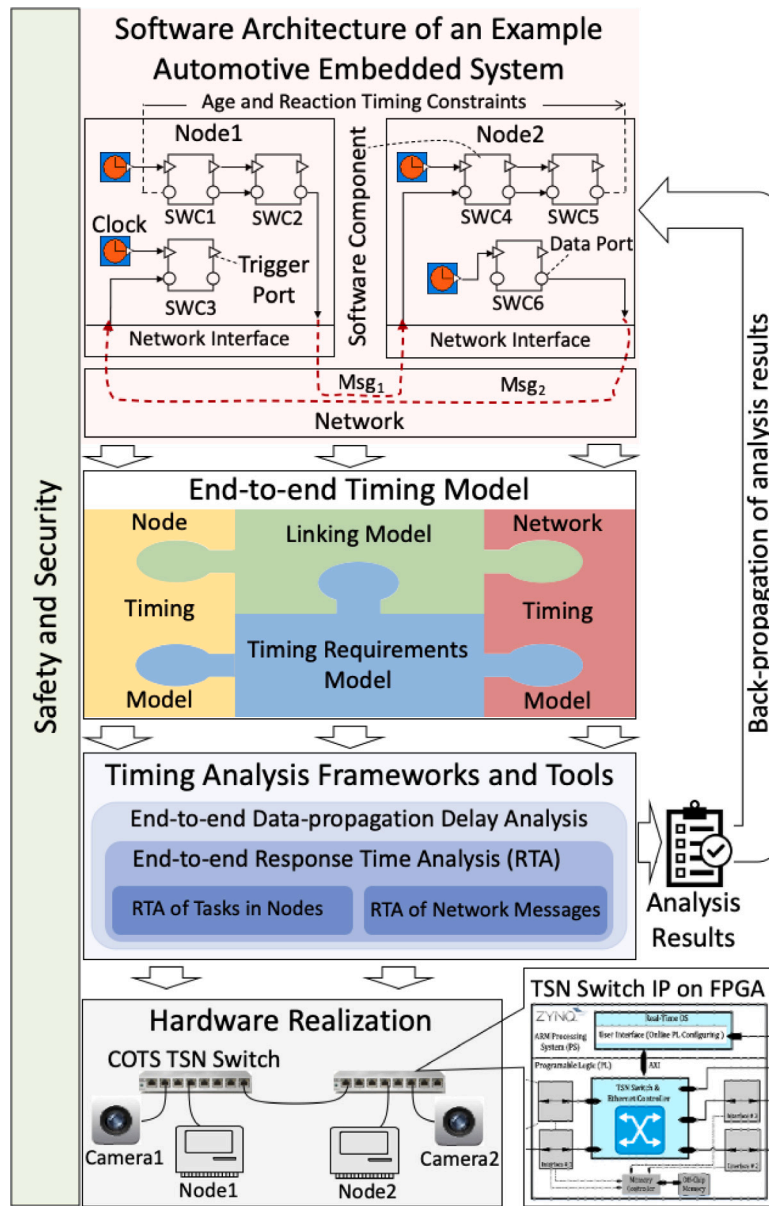 Software Architecture of an Example
Automotive Embedded System
Age and Reaction Timing Constraints
Node1
Node2
Software Component
SWC1
SWC2
SWC4
SWC5
Clock
Trigger
Port
Data Port
SWC3
SWC6
Network Interface
Network Interface
Msg1
Msg2
Network
Safety and Security
Back-propagation of analysis results
End-to-end Timing Model
Node
Timing
Model
Linking Model
Timing Requirements
Model
Network
Timing
Model
Timing Analysis Frameworks and Tools
End-to-end Data-propagation Delay Analysis
End-to-end Response Time Analysis (RTA)
RTA of Tasks in Nodes
RTA of Network Messages
Analysis
Results
Hardware Realization
COTS TSN Switch
Camera1
Node1
Node2
Camera2
TSN Switch IP on FPGA
ZYNQ
ARM Processing
System (PS)
Real-Time OS
User Interface (Online PL Configuring )
Programable Logic (PL)
AXI
TSN Switch &
Ethernet Controller
Interface # 2
Memory
Controller
Off-Chip
Memory